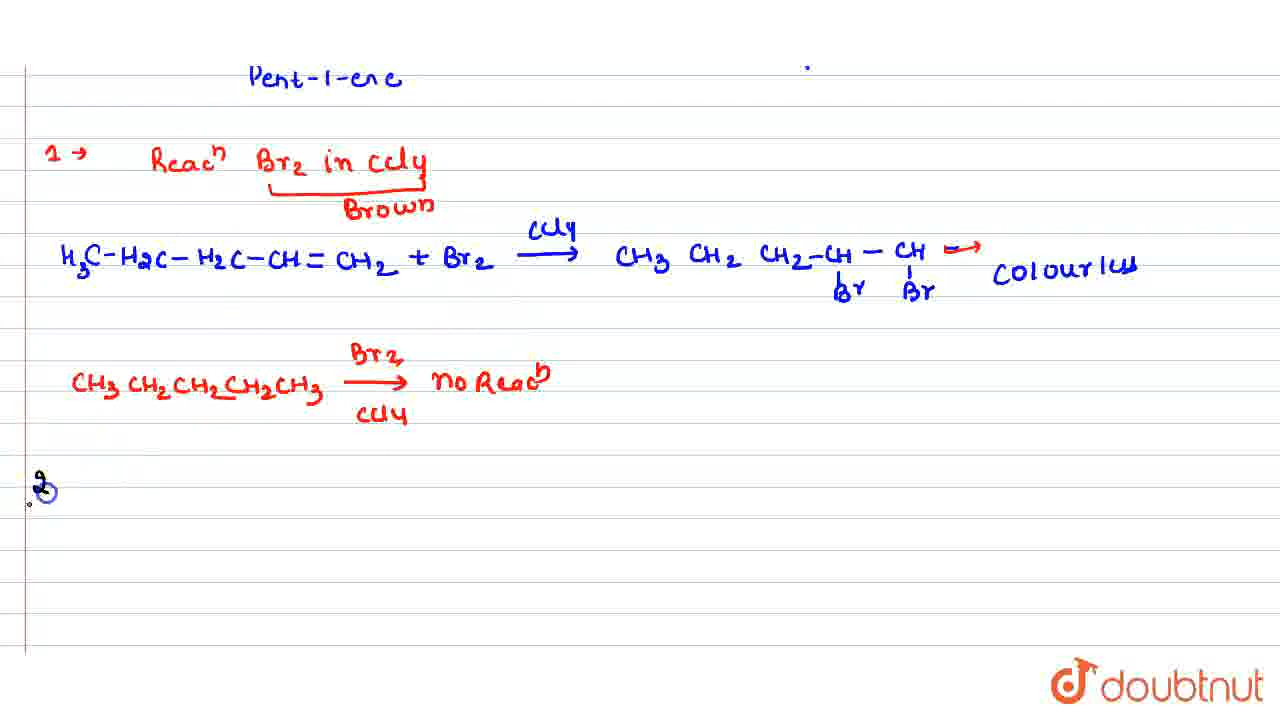 Pent-1-ene
1 → Reacⁿ Br2 in CCl4
Brown
H3C-H2C-H2C-CH=CH2 + Br2 CCl4 → CH3 CH2 CH2-CH-CH → Colourless
Br Br
CH3 CH2 CH2 CH2 CH3 Br2 → CCl4 no Reacⁿ
2
doubtnut